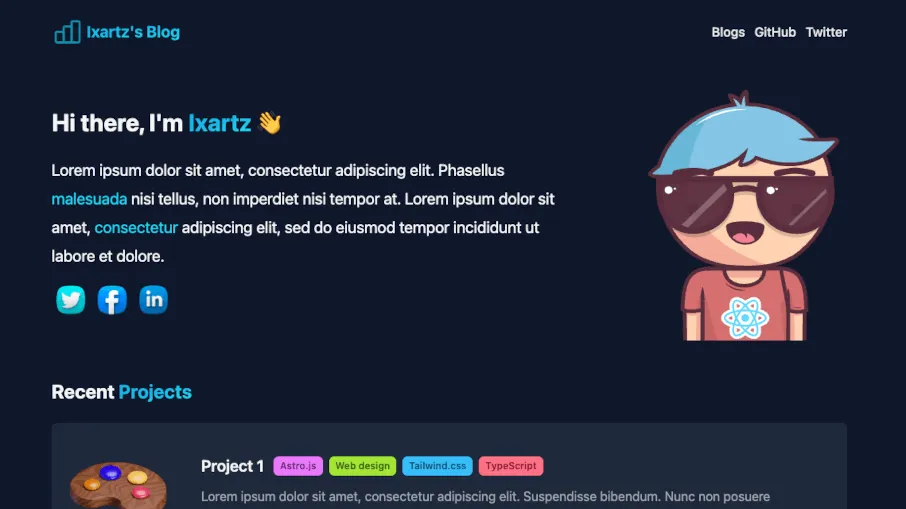 Ixartz's Blog
Blogs GitHub Twitter
Hi there, I'm Ixartz 👋
Lorem ipsum dolor sit amet, consectetur adipiscing elit. Phasellus
malesuada nisi tellus, non imperdiet nisi tempor at. Lorem ipsum dolor sit
amet, consectetur adipiscing elit, sed do eiusmod tempor incididunt ut
labore et dolore.
in
Recent Projects
Project 1 Astro.js Web design Tailwind.css TypeScript
Lorem ipsum dolor sit amet, consectetur adipiscing elit. Suspendisse bibendum. Nunc non posuere